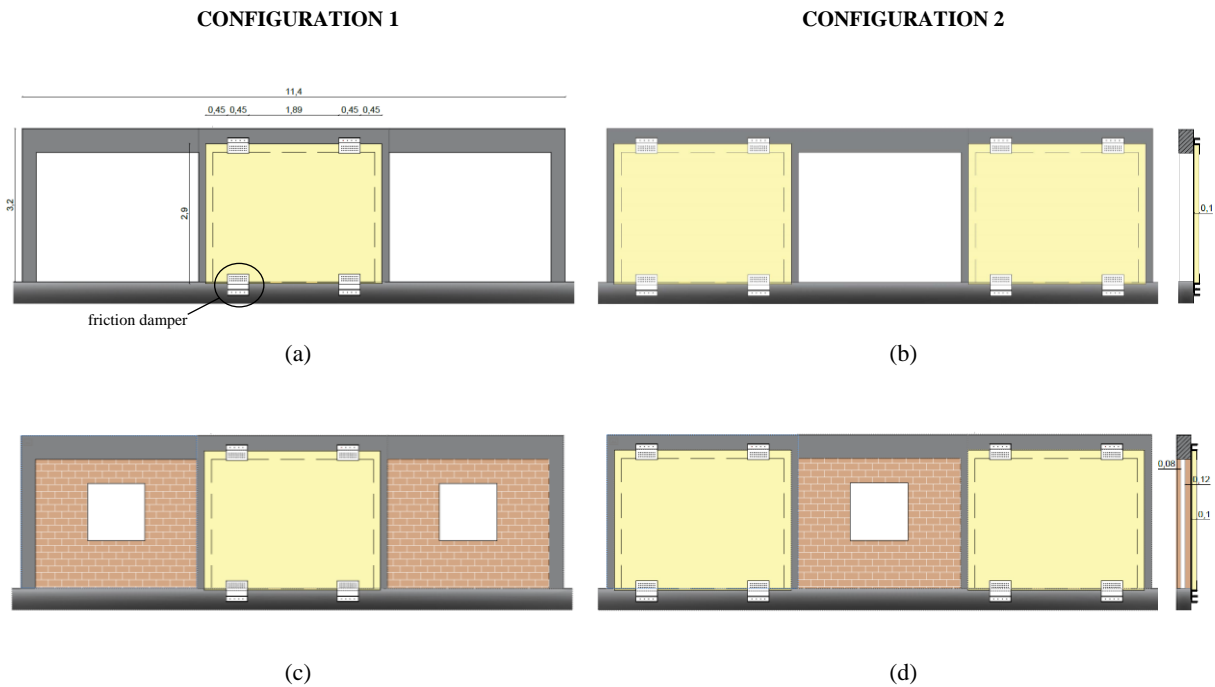 CONFIGURATION 1
CONFIGURATION 2
11,4
0,45 0,45 1,89 0,45 0,45
3,2
2,9
0,1
friction damper
(a)
(b)
0,08
0,12
0,1
(c)
(d)